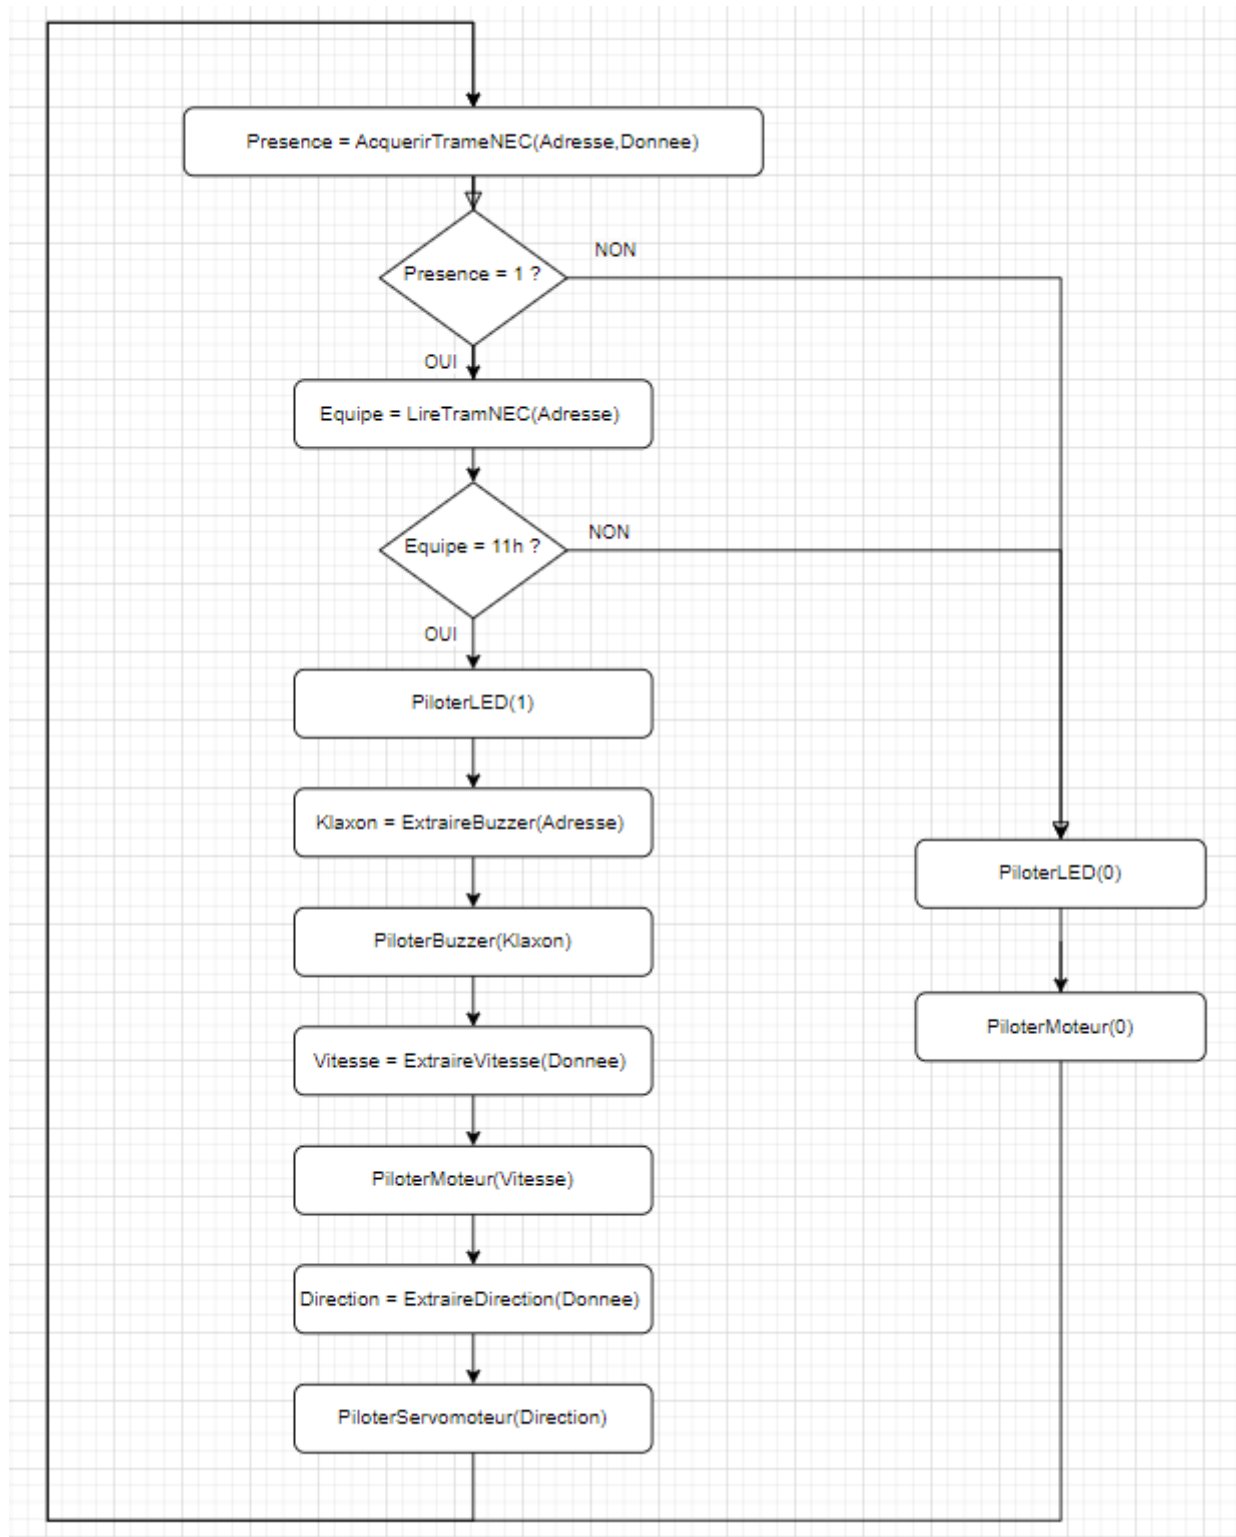 Presence = AcquerirTrameNEC(Adresse,Donnee)
Presence = 1 ?
NON
OUI
Equipe = LireTramNEC(Adresse)
Equipe = 11h ?
NON
OUI
PiloterLED(1)
Klaxon = ExtraireBuzzer(Adresse)
PiloterBuzzer(Klaxon)
Vitesse = ExtraireVitesse(Donnee)
PiloterMoteur(Vitesse)
Direction = ExtraireDirection(Donnee)
PiloterServomoteur(Direction)
PiloterLED(0)
PiloterMoteur(0)